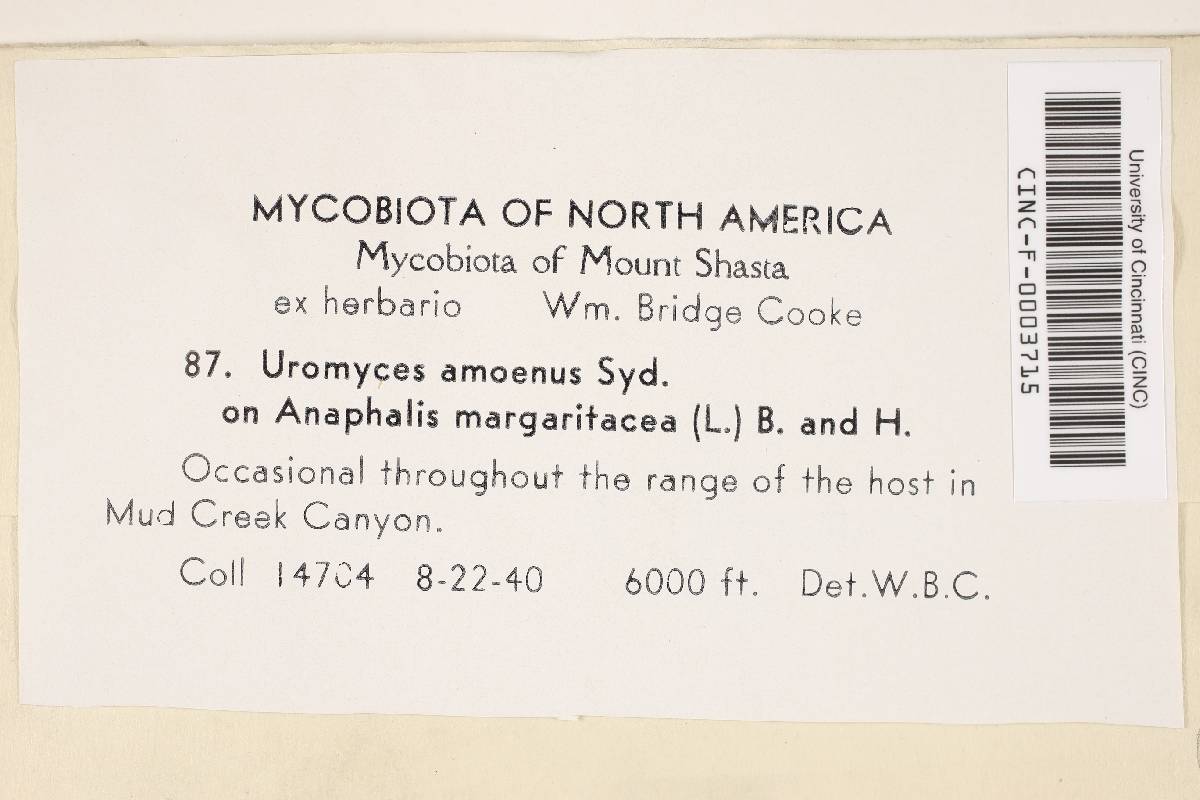 MYCOBIOTA OF NORTH AMERICA
Mycobiota of Mount Shasta
ex herbario Wm. Bridge Cooke
87. Uromyces amoenus Syd.
on Anaphalis margaritacea (L.) B. and H.
Occasional throughout the range of the host in
Mud Creek Canyon.
Coll 14704 8-22-40 6000 ft. Det.W.B.C.
University of Cincinnati (CINC)
CINC-F-0003715